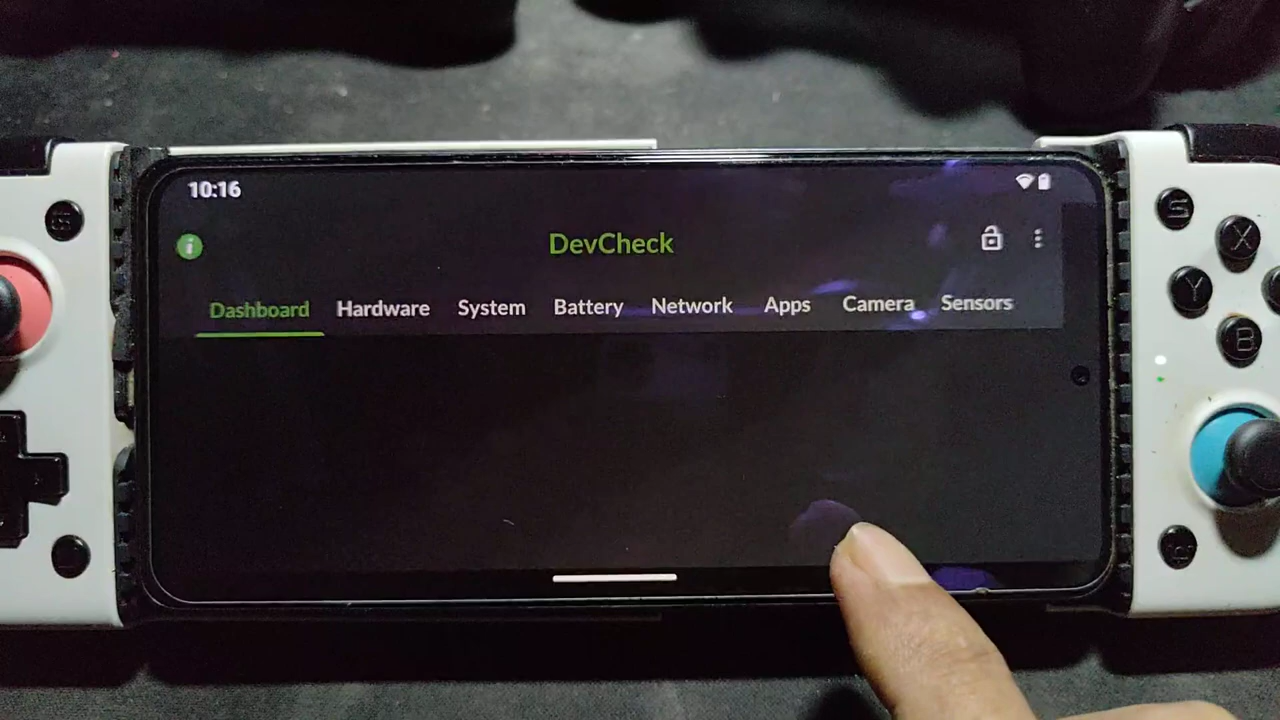 10:16
DevCheck
Dashboard Hardware System Battery Network Apps Camera Sensors
S
X
Y
B